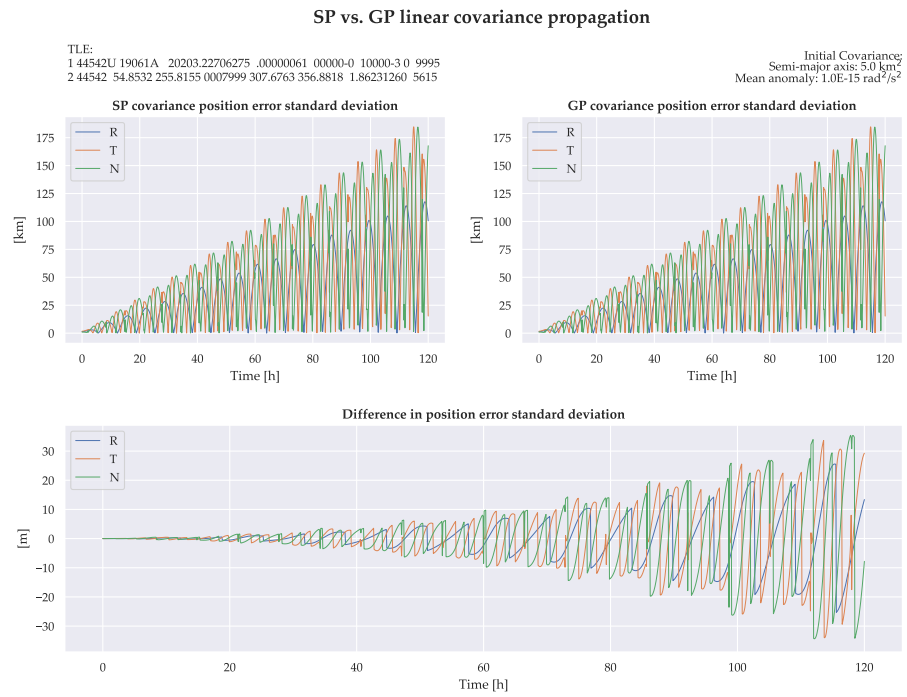 SP vs. GP linear covariance propagation
TLE:
1 44542U 19061A 20203.22706275 .00000061 00000-0 10000-3 0 9995
2 44542 54.8532 255.8155 0007999 307.6763 356.8818 1.86231260 5615
Initial Covariance:
Semi-major axis: 5.0 km²
Mean anomaly: 1.0E-15 rad²/s²
SP covariance position error standard deviation
R
T
N
175
150
125
100
75
50
25
0
[km]
0 20 40 60 80 100 120
Time [h]
GP covariance position error standard deviation
R
T
N
175
150
125
100
75
50
25
0
[km]
0 20 40 60 80 100 120
Time [h]
Difference in position error standard deviation
R
T
N
30
20
10
0
−10
−20
−30
[m]
0 20 40 60 80 100 120
Time [h]